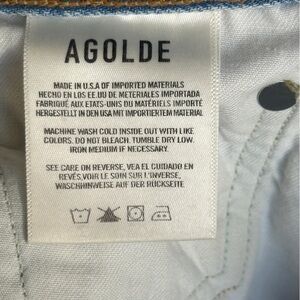 AGOLDE
MADE IN U.S.A OF IMPORTED MATERIALS
HECHO EN LOS EE.UU DE METERIALES IMPORTADA
FABRIQUÉ AUX ETATS-UNIS DU MATÉRIELS IMPORTÉ
HERGESTELLT IN DEN USA MIT IMPORTIERTEM MATERIAL
MACHINE WASH COLD INSIDE OUT WITH LIKE
COLORS. DO NOT BLEACH. TUMBLE DRY LOW.
IRON MEDIUM IF NECESSARY.
SEE CARE ON REVERSE, VEA EL CUIDADO EN
REVÉS, VOIR LE SOIN SUR L'INVERSE,
WASCHHINWEISE AUF DER RÜCKSEITE